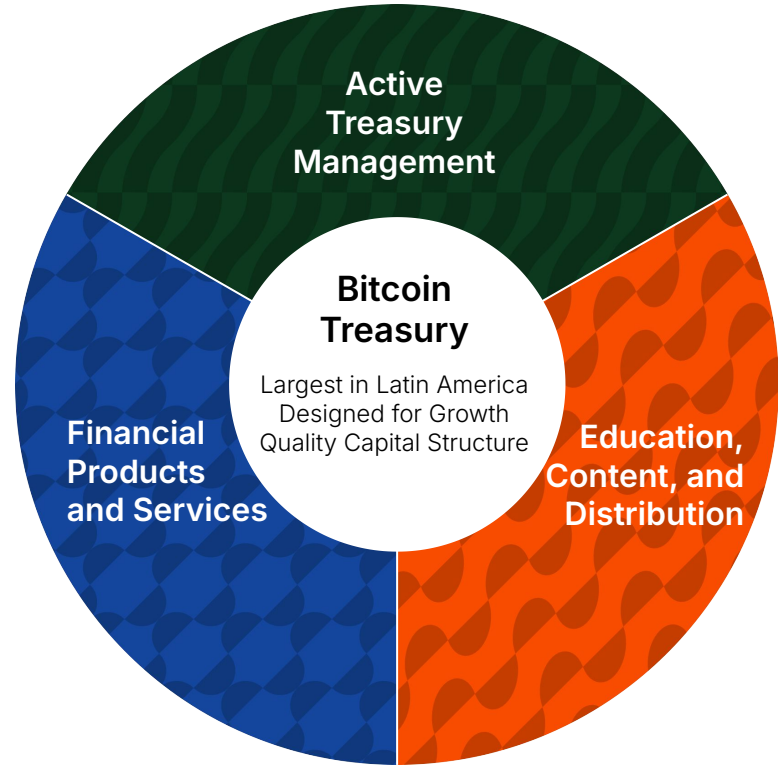 Active
Treasury
Management
Bitcoin
Treasury
Largest in Latin America
Designed for Growth
Quality Capital Structure
Financial
Products
and Services
Education,
Content, and
Distribution